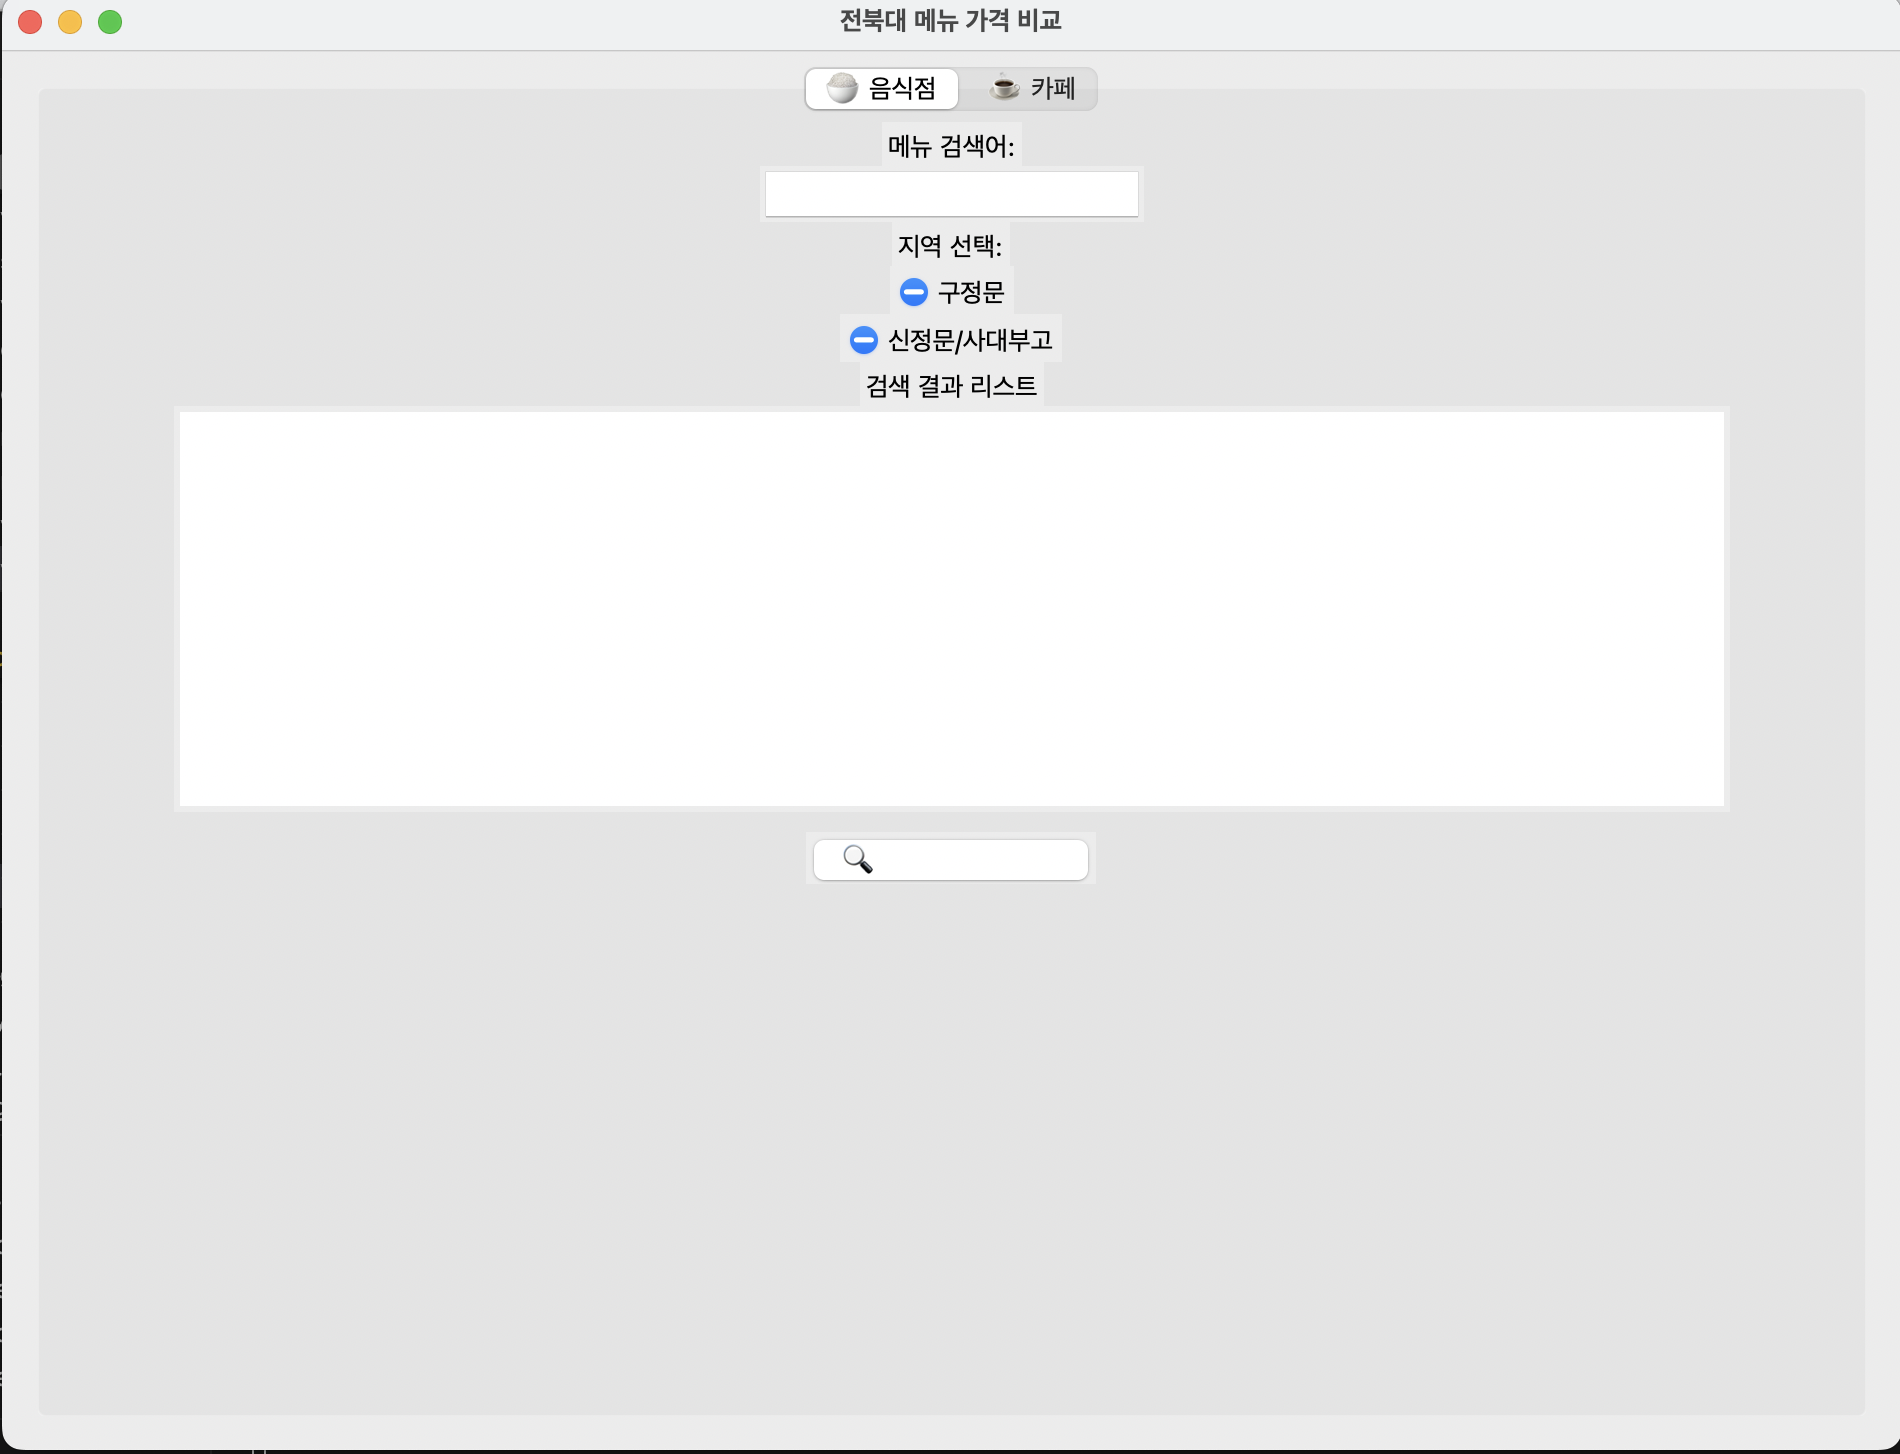 전북대 메뉴 가격 비교
음식점 카페
메뉴 검색어:
지역 선택:
구정문
신정문/사대부고
검색 결과 리스트